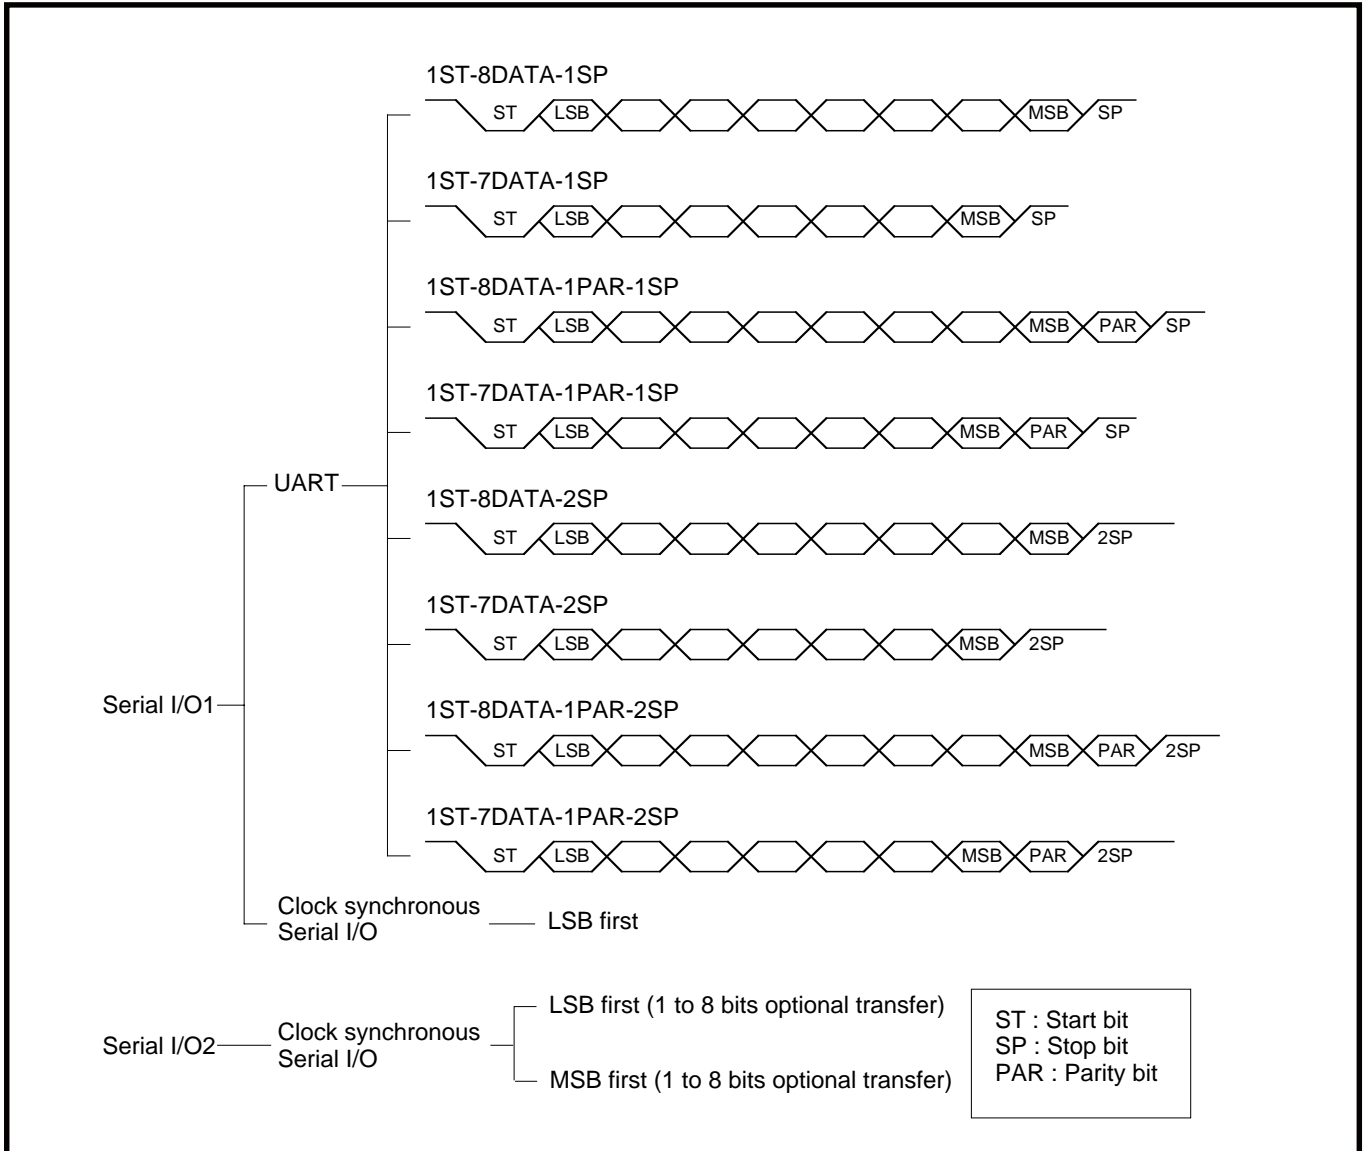 1ST-8DATA-1SP
ST LSB MSB SP
1ST-7DATA-1SP
ST LSB MSB SP
1ST-8DATA-1PAR-1SP
ST LSB MSB PAR SP
1ST-7DATA-1PAR-1SP
ST LSB MSB PAR SP
UART
1ST-8DATA-2SP
ST LSB MSB 2SP
1ST-7DATA-2SP
ST LSB MSB 2SP
Serial I/O1
1ST-8DATA-1PAR-2SP
ST LSB MSB PAR 2SP
1ST-7DATA-1PAR-2SP
ST LSB MSB PAR 2SP
Clock synchronous
Serial I/O
LSB first
Serial I/O2
Clock synchronous
Serial I/O
LSB first (1 to 8 bits optional transfer)
MSB first (1 to 8 bits optional transfer)
ST : Start bit
SP : Stop bit
PAR : Parity bit